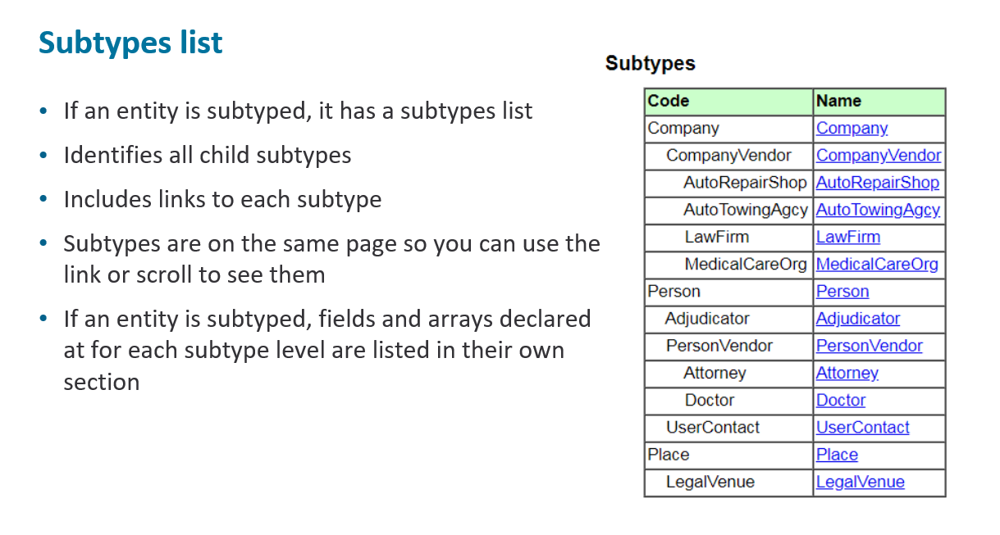 Subtypes list
• If an entity is subtyped, it has a subtypes list
• Identifies all child subtypes
• Includes links to each subtype
• Subtypes are on the same page so you can use the
link or scroll to see them
• If an entity is subtyped, fields and arrays declared
at for each subtype level are listed in their own
section
Subtypes
Code Name
Company Company
CompanyVendor CompanyVendor
AutoRepairShop AutoRepairShop
AutoTowingAgcy AutoTowingAgcy
LawFirm LawFirm
MedicalCareOrg MedicalCareOrg
Person Person
Adjudicator Adjudicator
PersonVendor PersonVendor
Attorney Attorney
Doctor Doctor
UserContact UserContact
Place Place
LegalVenue LegalVenue